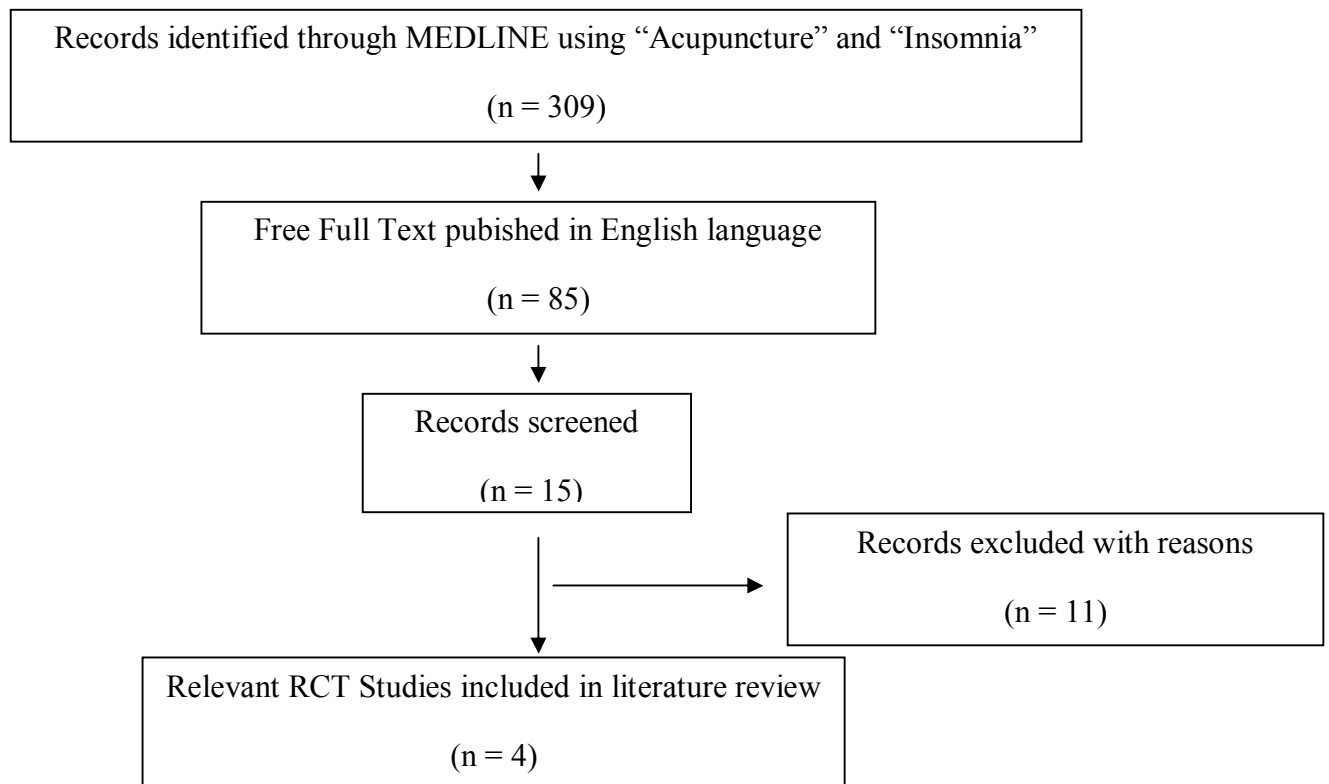 Records identified through MEDLINE using “Acupuncture” and “Insomnia”
(n = 309)
Free Full Text pubished in English language
(n = 85)
Records screened
(n = 15)
Records excluded with reasons
(n = 11)
Relevant RCT Studies included in literature review
(n = 4)